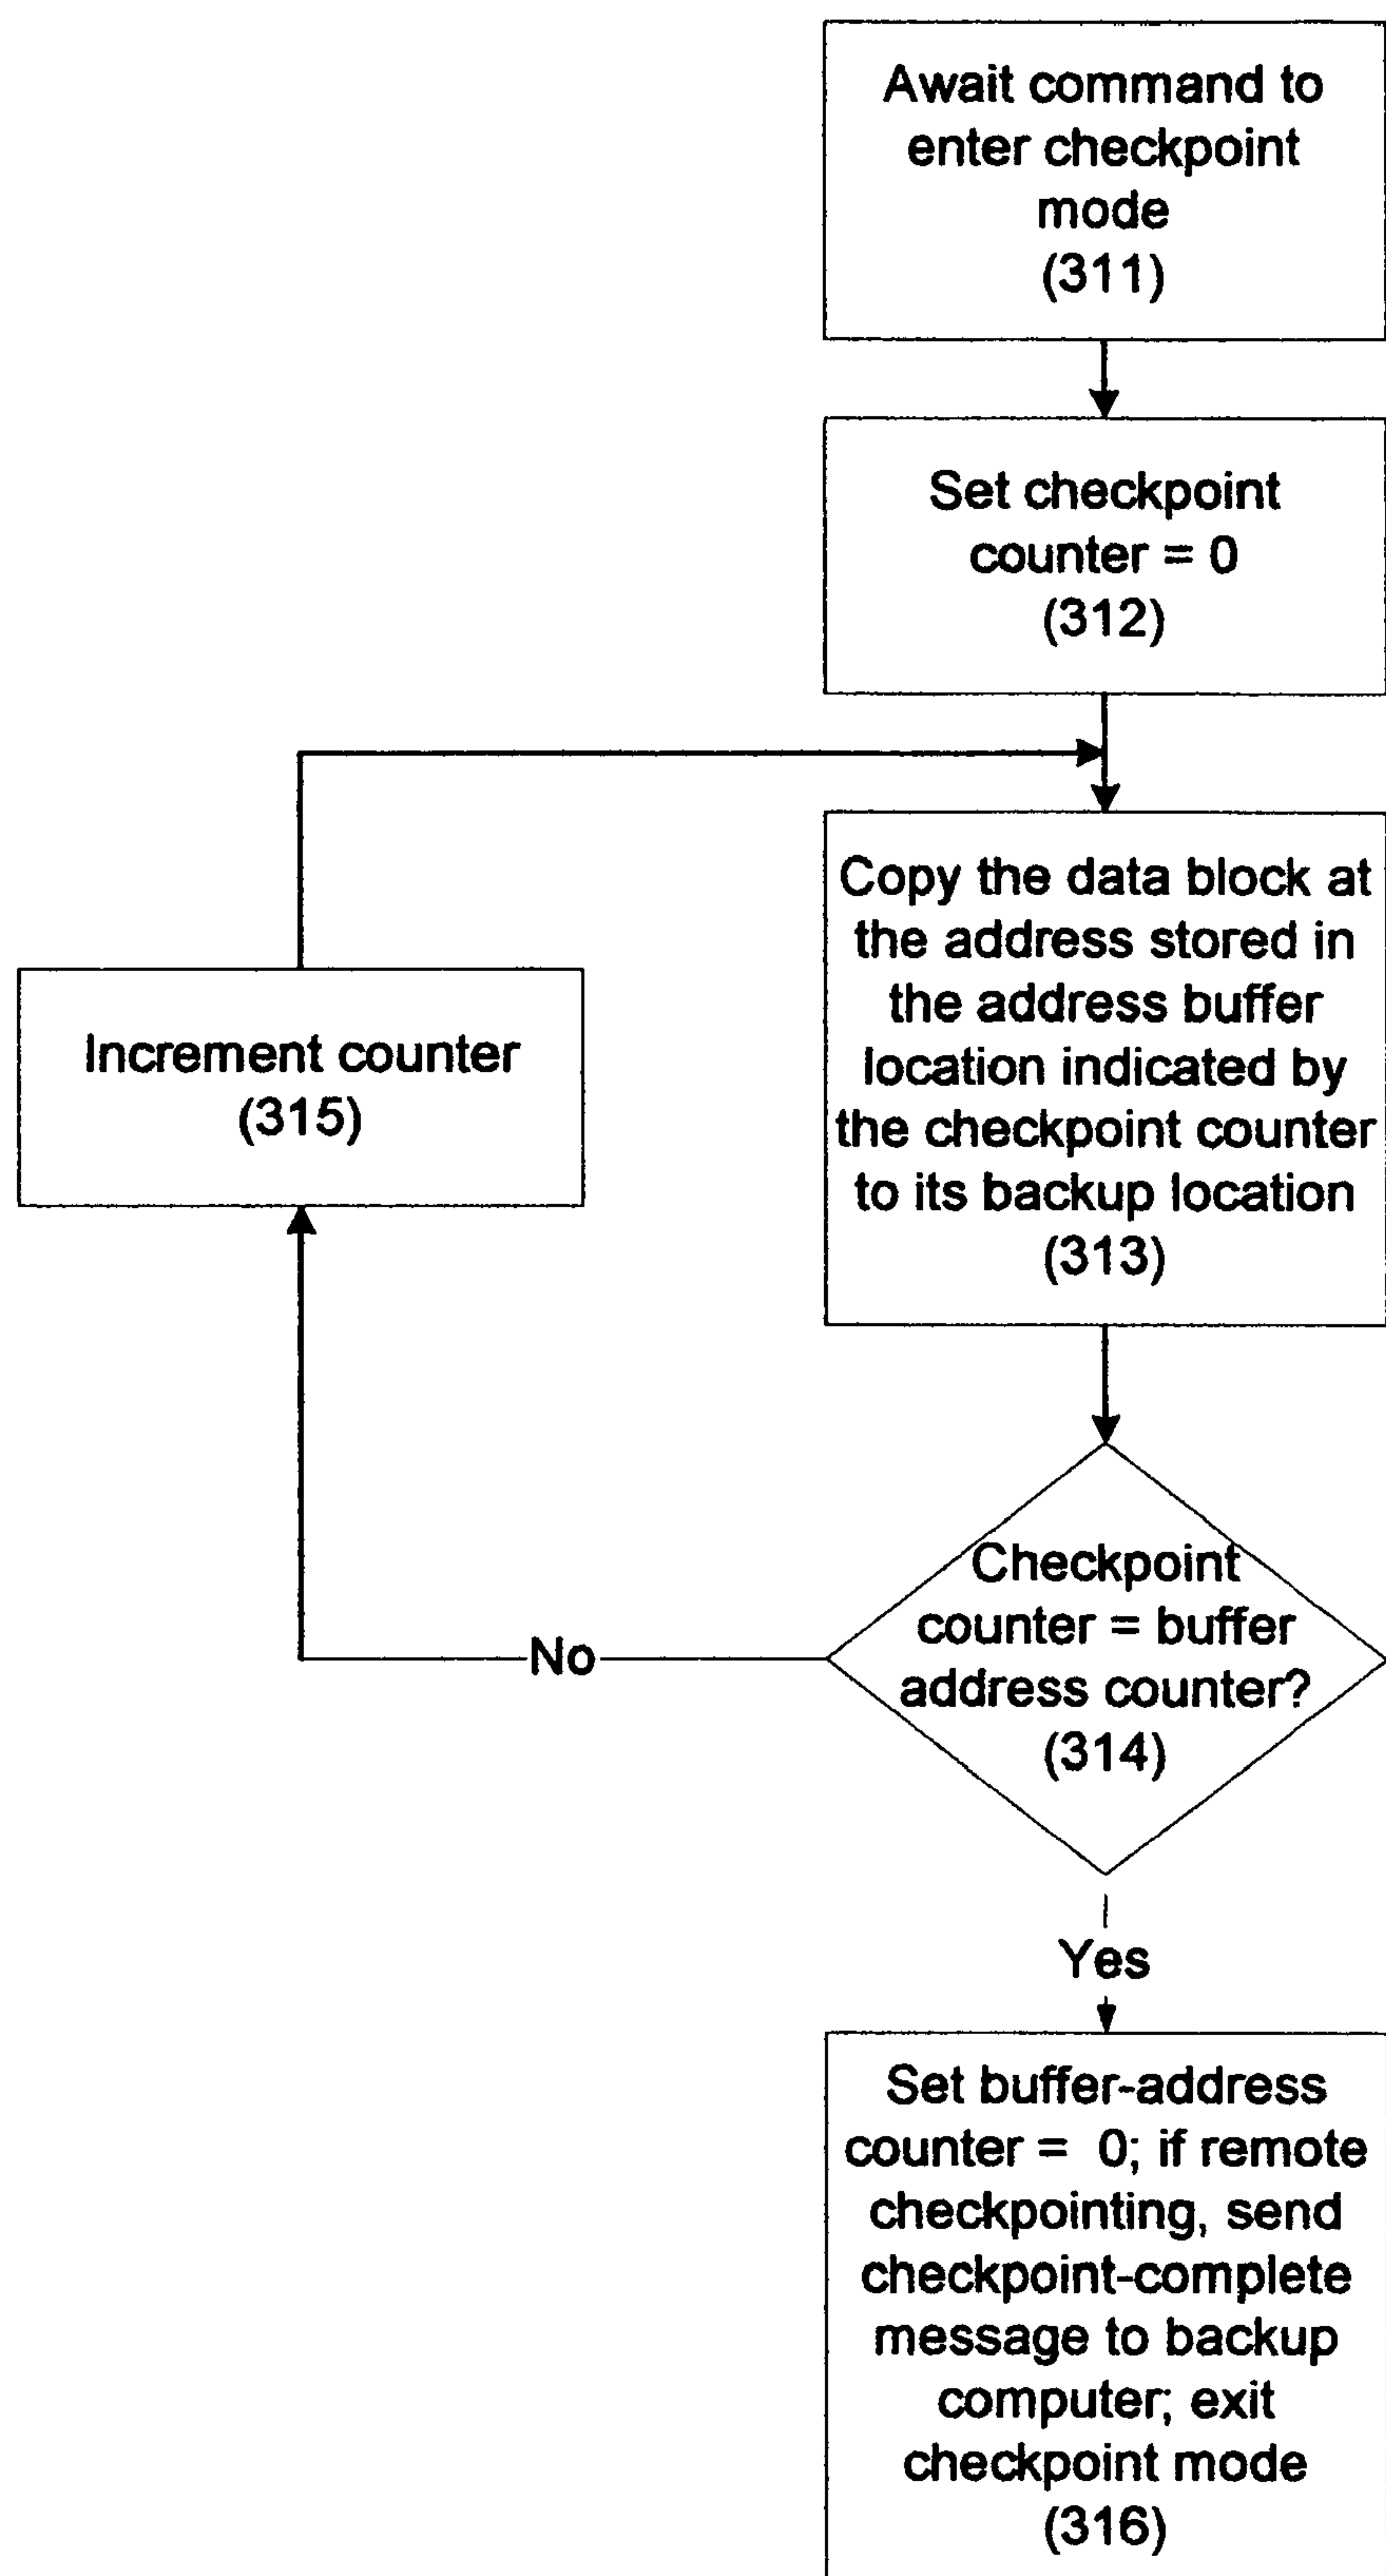 Await command to
enter checkpoint
mode
(311)
Set checkpoint
counter = 0
(312)
Copy the data block at
the address stored in
the address buffer
location indicated by
the checkpoint counter
to its backup location
(313)
Increment counter
(315)
Checkpoint
counter = buffer
address counter?
(314)
No
Yes
Set buffer-address
counter = 0; if remote
checkpointing, send
checkpoint-complete
message to backup
computer; exit
checkpoint mode
(316)